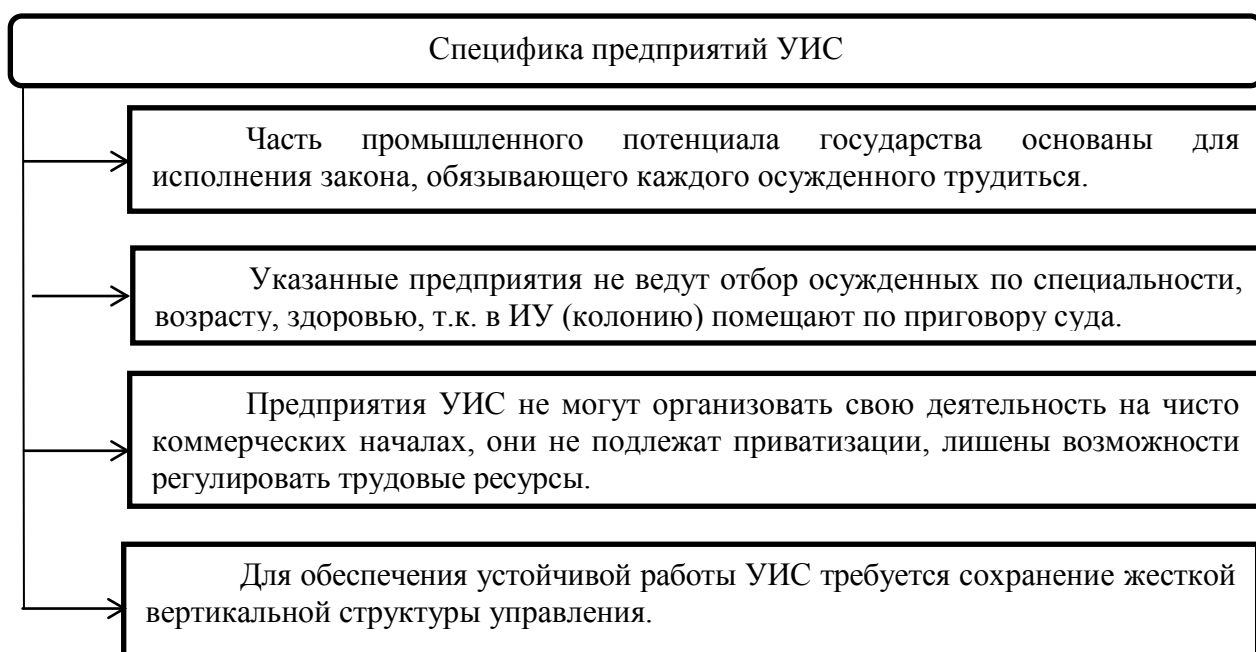 Специфика предприятий УИС
Часть промышленного потенциала государства основаны для
исполнения закона, обязывающего каждого осужденного трудиться.
Указанные предприятия не ведут отбор осужденных по специальности,
возрасту, здоровью, т.к. в ИУ (колонию) помещают по приговору суда.
Предприятия УИС не могут организовать свою деятельность на чисто
коммерческих началах, они не подлежат приватизации, лишены возможности
регулировать трудовые ресурсы.
Для обеспечения устойчивой работы УИС требуется сохранение жесткой
вертикальной структуры управления.